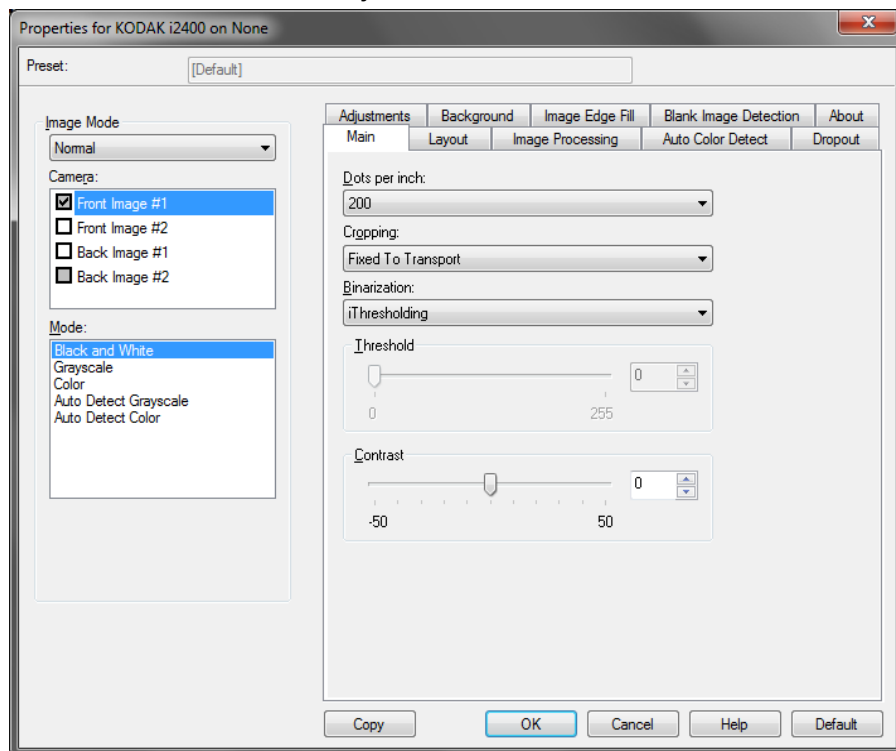 Properties for KODAK i2400 on None
Preset:
[Default]
Image Mode
Normal
Camera:
Front Image #1
Front Image #2
Back Image #1
Back Image #2
Mode:
Black and White
Grayscale
Color
Auto Detect Grayscale
Auto Detect Color
Adjustments Background Image Edge Fill Blank Image Detection About
Main Layout Image Processing Auto Color Detect Dropout
Dots per inch:
200
Cropping:
Fixed To Transport
Binarization:
iThresholding
Threshold
0
0 255
Contrast
0
-50 50
Copy OK Cancel Help Default